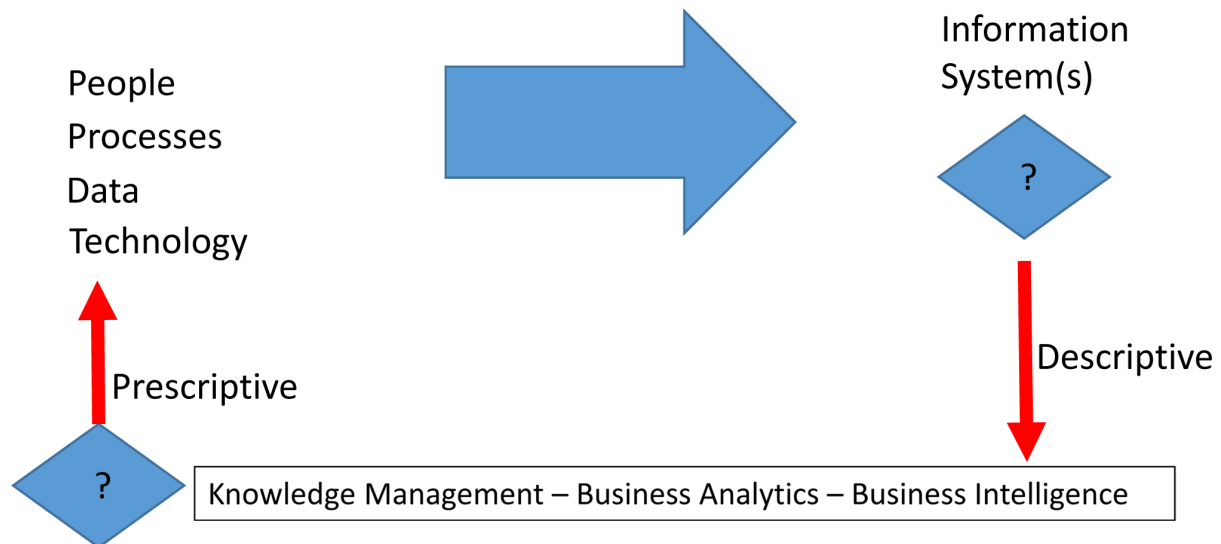 People
Processes
Data
Technology
Information
System(s)
?
Prescriptive
Descriptive
?
Knowledge Management – Business Analytics – Business Intelligence